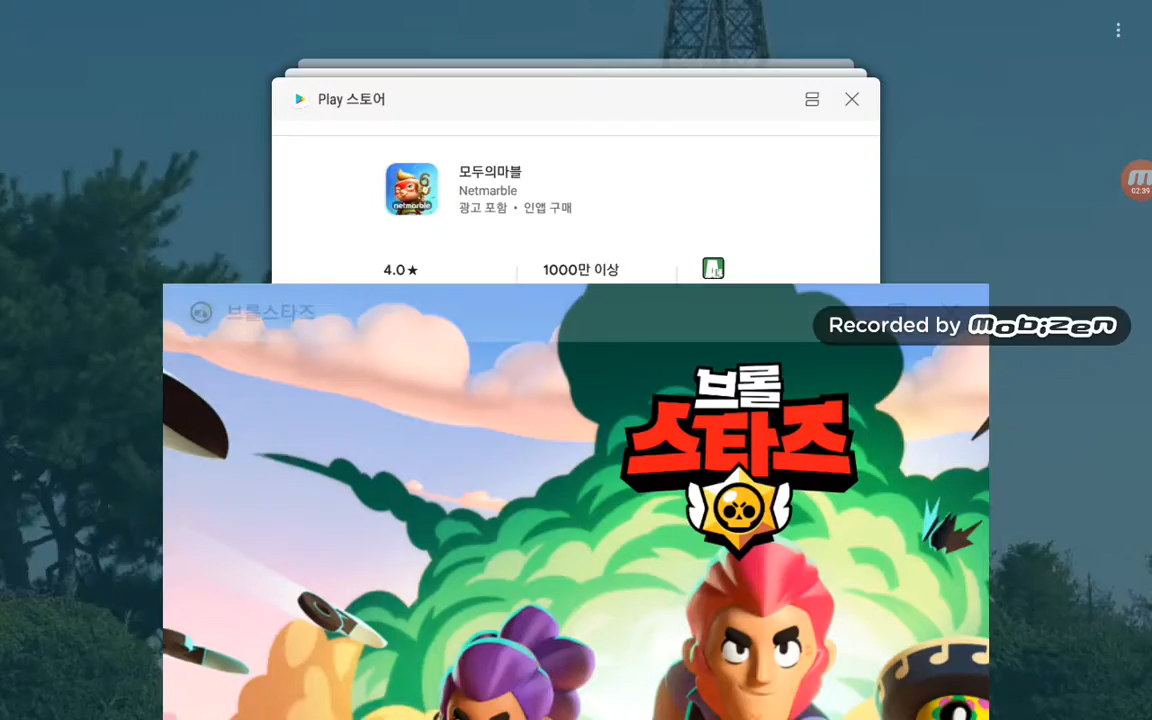 Play 스토어
모두의마블
Netmarble
광고 포함 • 인앱 구매
6
netmarble
4.0★
1000만 이상
02:39
브롤스타즈
Recorded by mobizen
브롤
스타즈